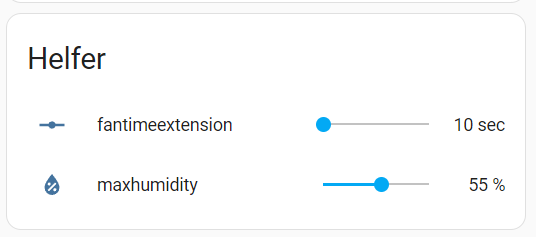 Helfer
fantimeextension 10 sec
maxhumidity 55 %